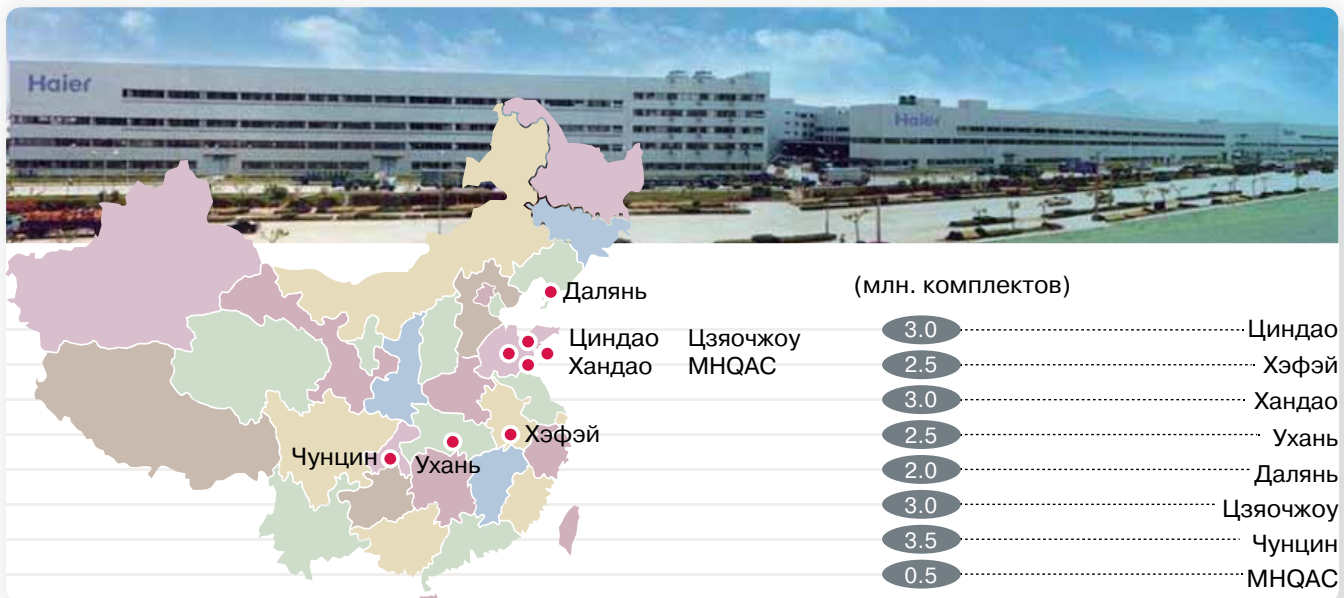 Haier
Haier
Далянь
(млн. комплектов)
Циндао Цзяочжоу
Хандао MHQAC
Хэфэй
Чунцин
Ухань
3.0 Циндао
2.5 Хэфэй
3.0 Хандао
2.5 Ухань
2.0 Далянь
3.0 Цзяочжоу
3.5 Чунцин
0.5 MHQAC